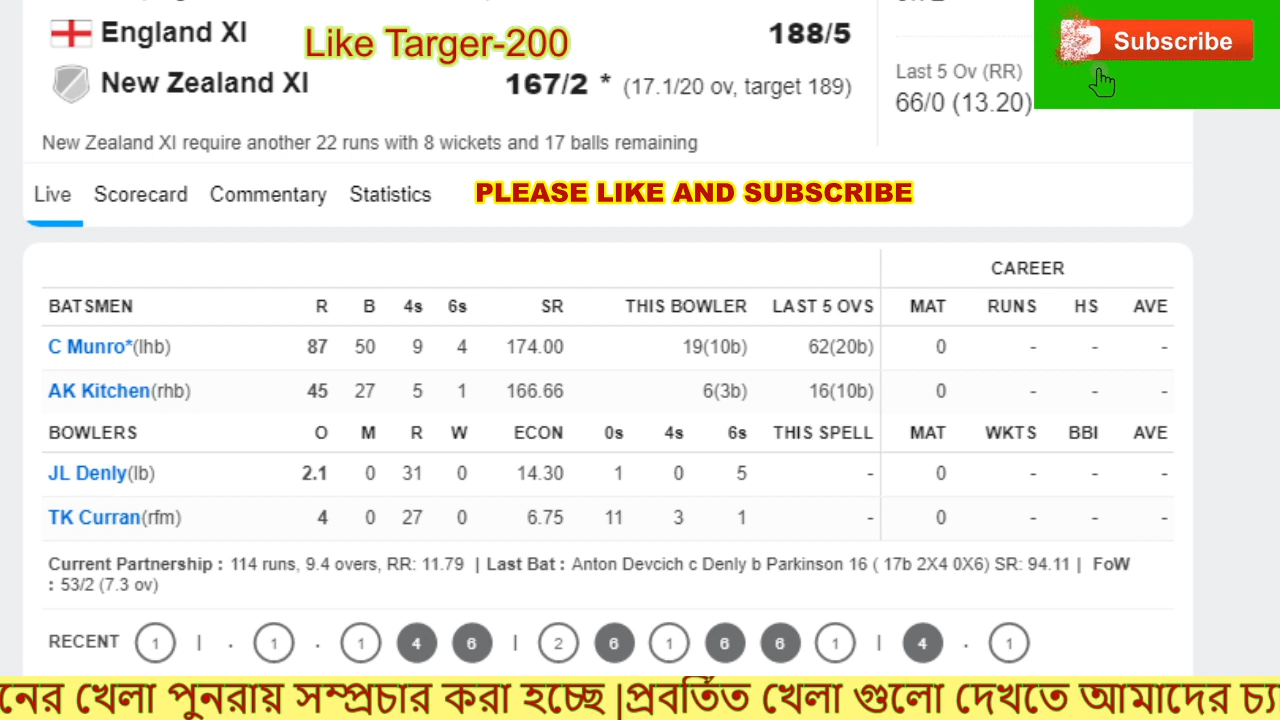 England XI 188/5
Like Targer-200
New Zealand XI 167/2 * (17.1/20 ov, target 189)
New Zealand XI require another 22 runs with 8 wickets and 17 balls remaining
Last 5 Ov (RR)
66/0 (13.20)
Subscribe
Live Scorecard Commentary Statistics
PLEASE LIKE AND SUBSCRIBE
CAREER
BATSMEN R B 4s 6s SR THIS BOWLER LAST 5 OVS MAT RUNS HS AVE
C Munro*(lhb) 87 50 9 4 174.00 19(10b) 62(20b) 0 - - -
AK Kitchen(rhb) 45 27 5 1 166.66 6(3b) 16(10b) 0 - - -
BOWLERS O M R W ECON 0s 4s 6s THIS SPELL MAT WKTS BBI AVE
JL Denly(lb) 2.1 0 31 0 14.30 1 0 5 - 0 - - -
TK Curran(rfm) 4 0 27 0 6.75 11 3 1 - 0 - - -
Current Partnership : 114 runs, 9.4 overs, RR: 11.79 | Last Bat : Anton Devcich c Denly b Parkinson 16 ( 17b 2X4 0X6) SR: 94.11 | FoW
: 53/2 (7.3 ov)
RECENT 1 | . 1 . 1 4 6 | 2 6 1 6 6 1 | 4 . 1
নের খেলা পুনরায় সম্প্রচার করা হচ্ছে|প্রবর্তিত খেলা গুলো দেখতে আমাদের চ্যা